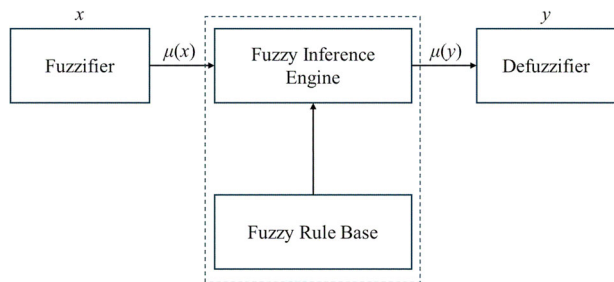 x
y
Fuzzifier
μ(x)
Fuzzy Inference
Engine
μ(y)
Defuzzifier
Fuzzy Rule Base